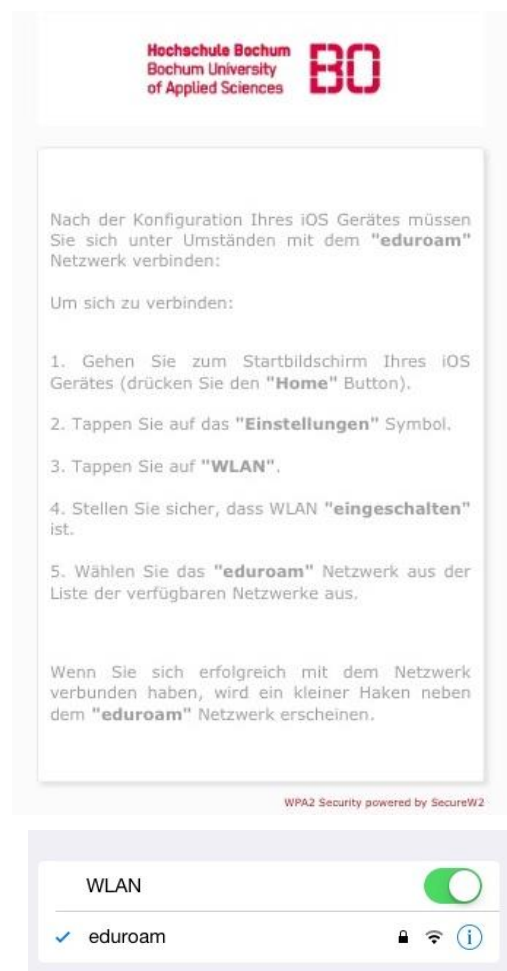 Hochschule Bochum
Bochum University
of Applied Sciences
BO
Nach der Konfiguration Ihres iOS Gerätes müssen
Sie sich unter Umständen mit dem "eduroam"
Netzwerk verbinden:
Um sich zu verbinden:
1. Gehen Sie zum Startbildschirm Ihres iOS
Gerätes (drücken Sie den "Home" Button).
2. Tappen Sie auf das "Einstellungen" Symbol.
3. Tappen Sie auf "WLAN".
4. Stellen Sie sicher, dass WLAN "eingeschalten"
ist.
5. Wählen Sie das "eduroam" Netzwerk aus der
Liste der verfügbaren Netzwerke aus.
Wenn Sie sich erfolgreich mit dem Netzwerk
verbunden haben, wird ein kleiner Haken neben
dem "eduroam" Netzwerk erscheinen.
WPA2 Security powered by SecureW2
WLAN
eduroam